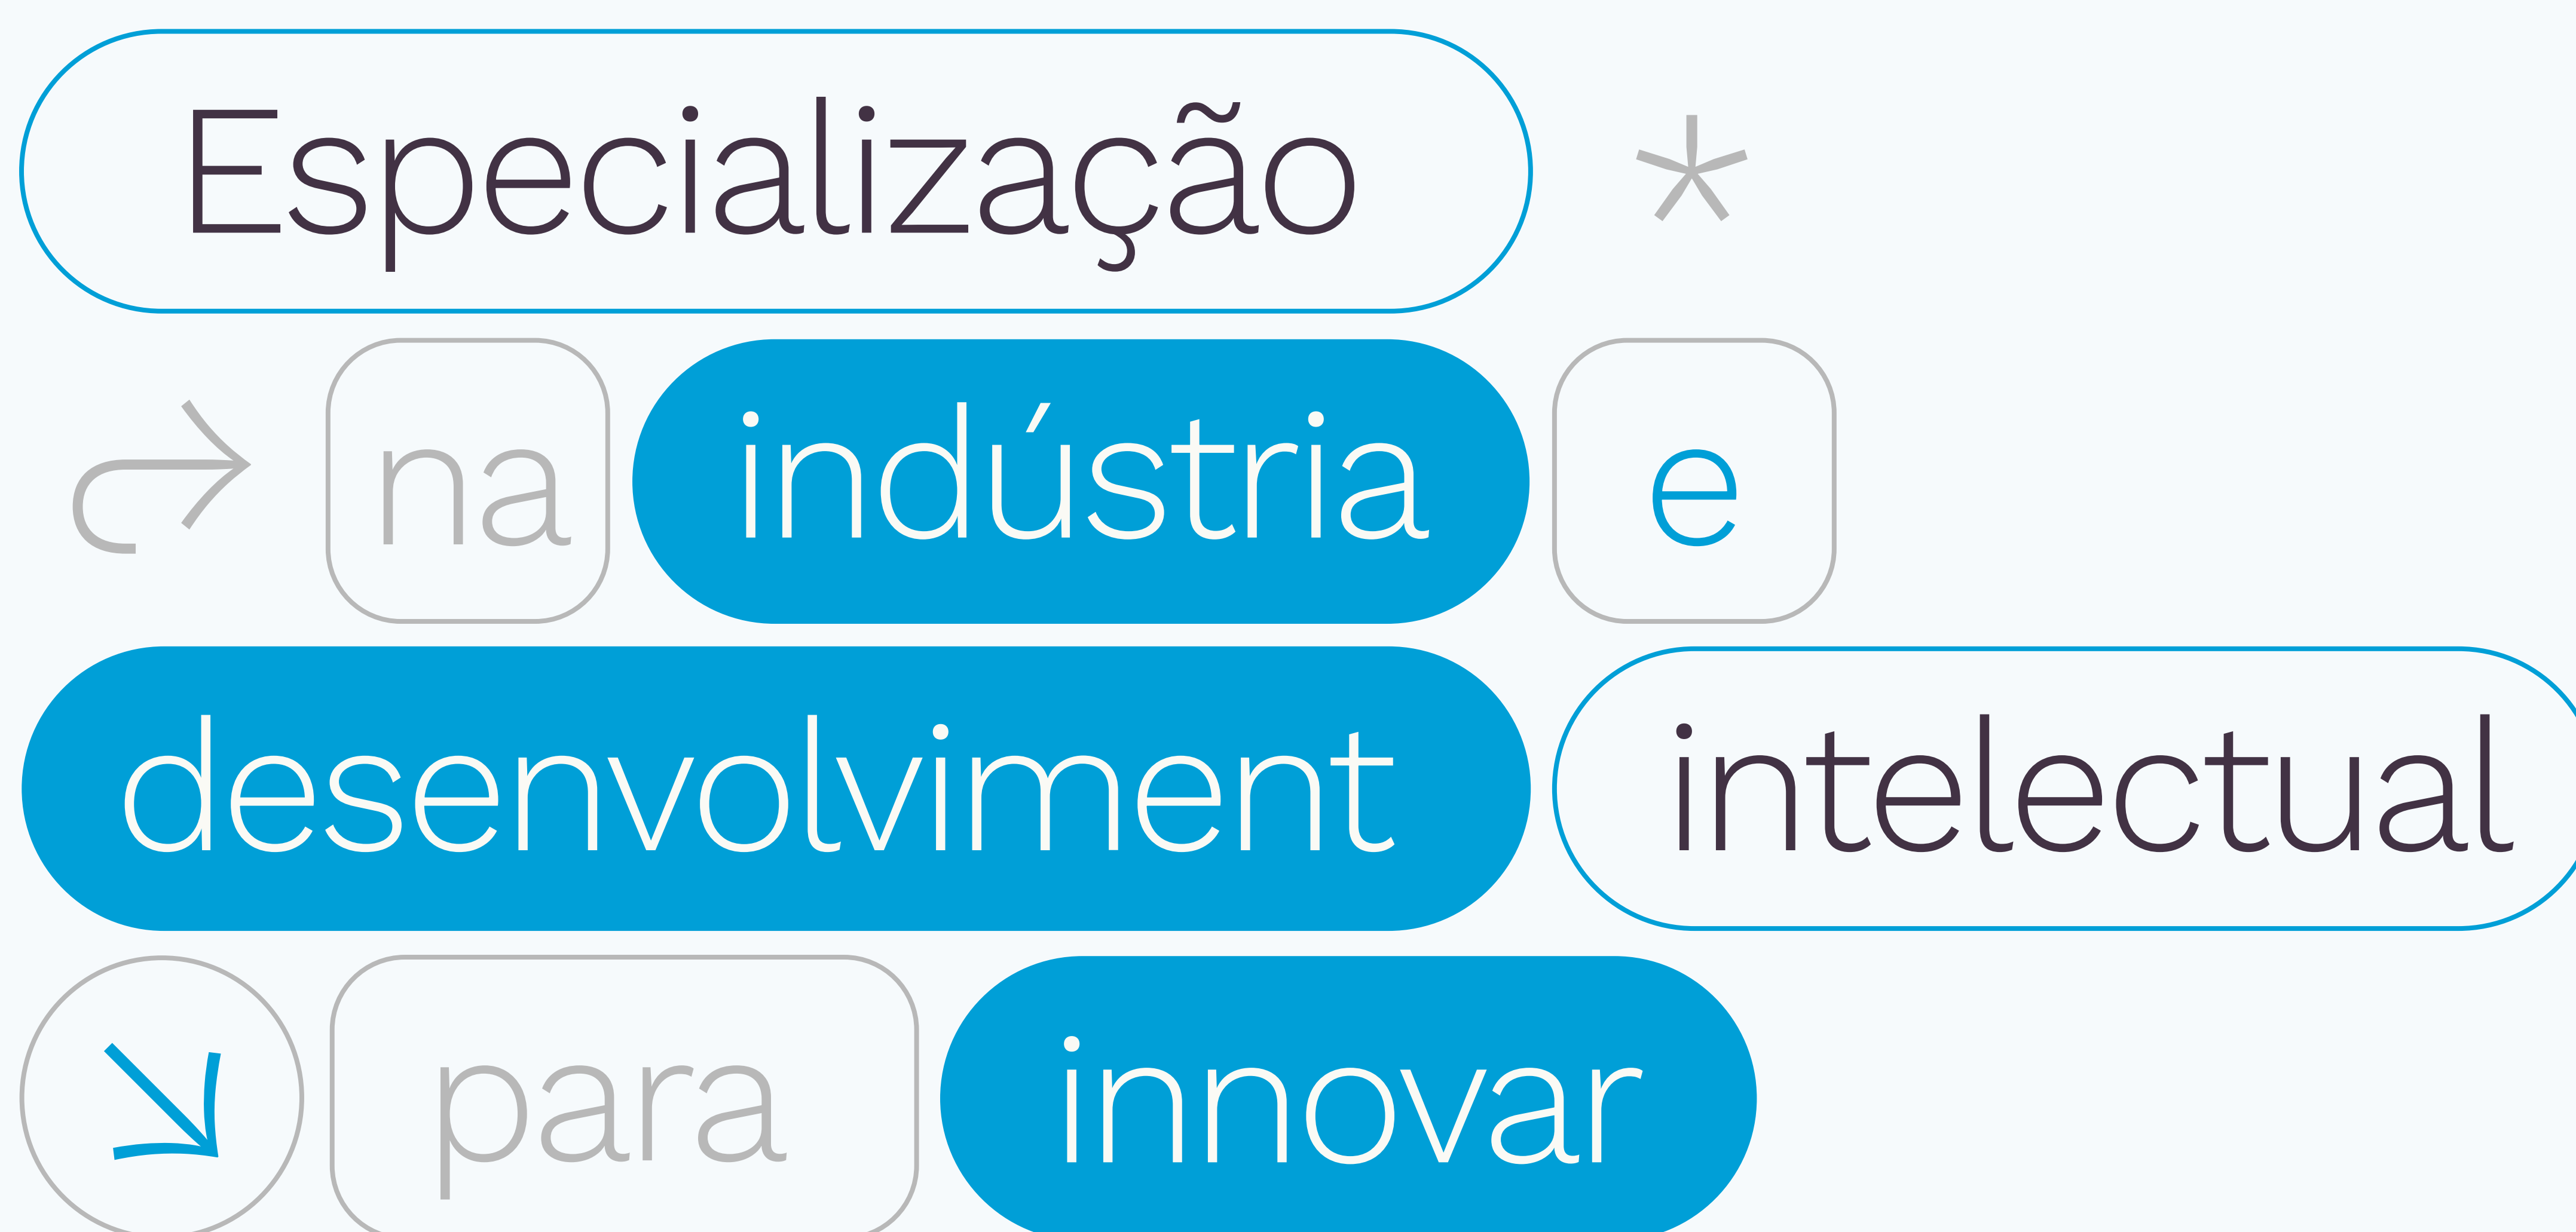 Especialização *
na indústria e
desenvolviment intelectual
para innovar